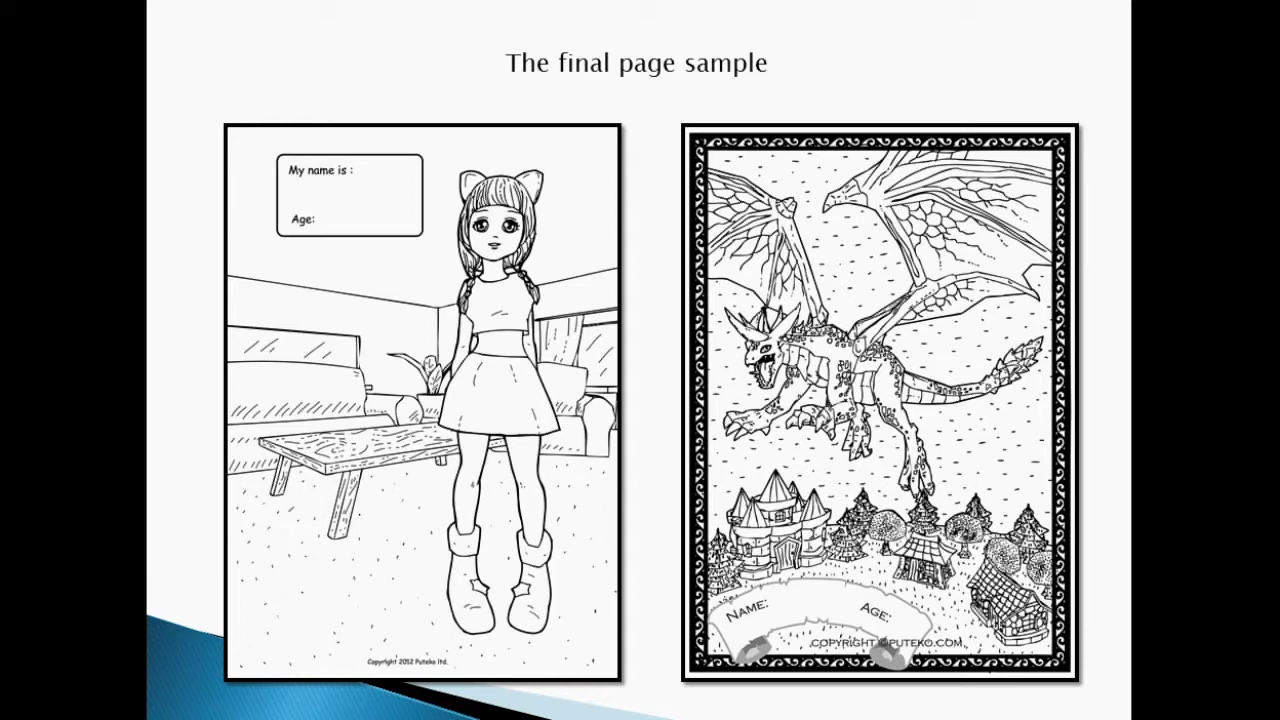 The final page sample
My name is :
Age:
Copyright 2012 Puteko ltd.
NAME:
AGE:
COPYRIGHT @PUTEKO.COM